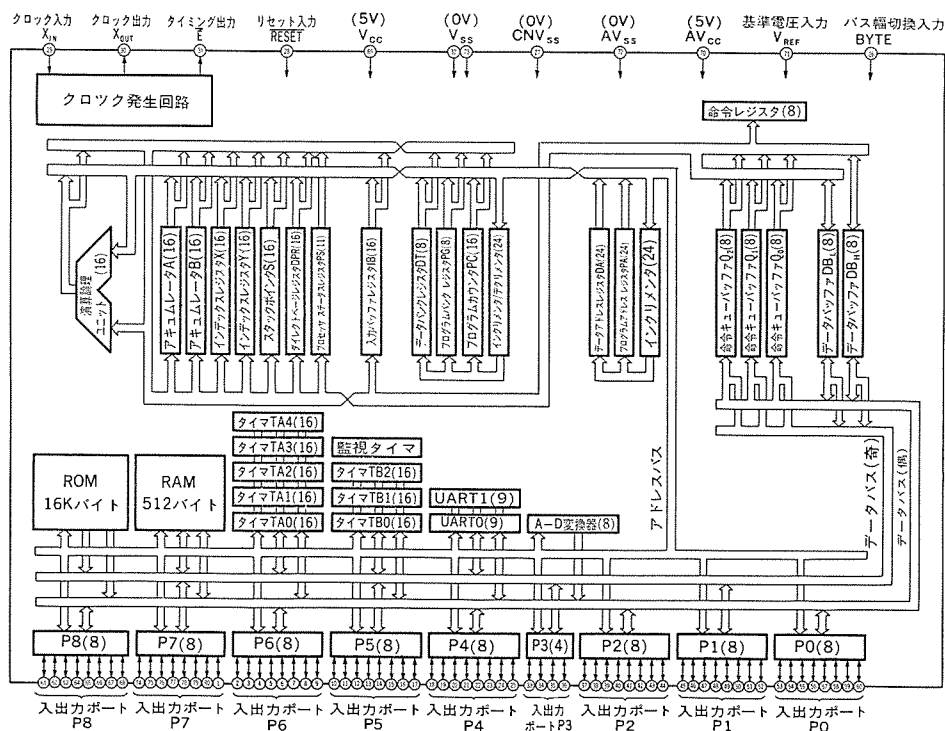 クロック入力 クロック出力 タイミング出力 リセット入力 (5V) (0V) (0V) (0V) (5V) 基準電圧入力 バス幅切換入力
XIN XOUT E RESET VCC VSS CNVSS AVSS AVCC VREF BYTE
クロック発生回路
命令レジスタ(8)
演算論理ユニット(16)
アキュムレータA(16)
アキュムレータB(16)
インデックスレジスタX(16)
インデックスレジスタY(16)
スタックポインタS(16)
ダイレクトページレジスタDPR(16)
プロセッサ ステータスレジスタPS(11)
入力バッファレジスタIB(16)
データバンクレジスタDT(8)
プログラムバンク レジスタPG(8)
プログラムカウンタPC(16)
インクリメンタ/デクリメンタ(24)
データアドレスレジスタDA(24)
プログラムアドレス レジスタPA(24)
インクリメンタ(24)
命令キューバッファQ2(8)
命令キューバッファQ1(8)
命令キューバッファQ0(8)
データバッファDBL(8)
データバッファDBH(8)
タイマTA4(16)
タイマTA3(16) 監視タイマ
タイマTA2(16) タイマTB2(16)
タイマTA1(16) タイマTB1(16) UART1(9)
タイマTA0(16) タイマTB0(16) UART0(9) A-D変換器(8)
ROM
16Kバイト
RAM
512バイト
アドレスバス
データバス(奇)
データバス(偶)
P8(8) P7(8) P6(8) P5(8) P4(8) P3(4) P2(8) P1(8) P0(8)
入出力ポート 入出力ポート 入出力ポート 入出力ポート 入出力ポート 入出力 入出力ポート 入出力ポート 入出力ポート
P8 P7 P6 P5 P4 ポートP3 P2 P1 P0